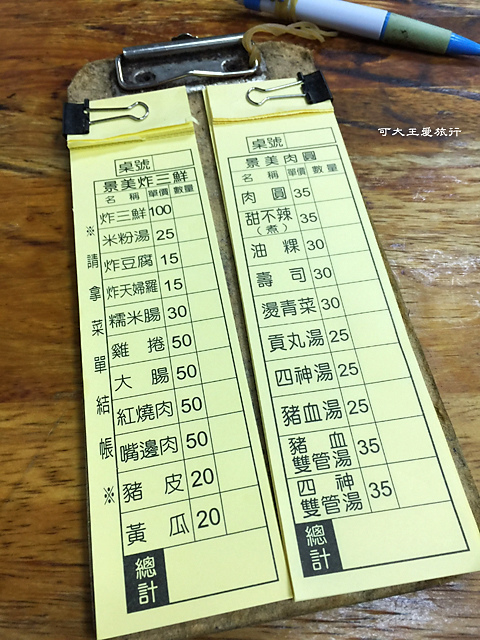 可大王愛旅行
桌號
景美炸三鮮
名 稱 單價 數量
炸三鮮 100
米粉湯 25
炸豆腐 15
炸天婦羅 15
糯米腸 30
雞 捲 50
大 腸 50
紅燒肉 50
嘴邊肉 50
豬 皮 20
黃 瓜 20
總計
※請拿菜單結帳※
桌號
景美肉圓
名 稱 單價 數量
肉 圓 35
甜不辣 35
(煮)
油 粿 30
壽 司 30
燙青菜 30
貢丸湯 25
四神湯 25
豬血湯 25
豬 血
雙管湯 35
四 神
雙管湯 35
總計